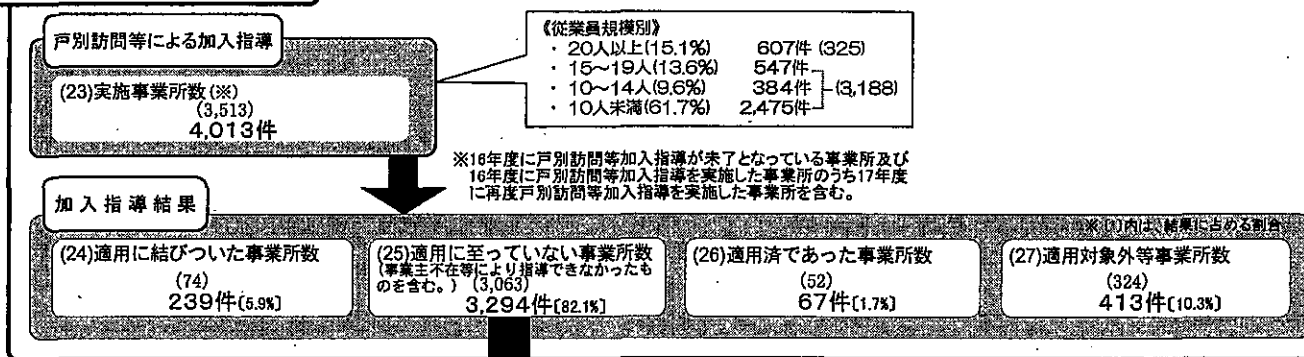 戸別訪問等による加入指導
(23)実施事業所数(※)
(3,513)
4,013件
《従業員規模別》
・ 20人以上(15.1%) 607件 (325)
・ 15～19人(13.6%) 547件
・ 10～14人(9.6%) 384件 (3,188)
・ 10人未満(61.7%) 2,475件
※16年度に戸別訪問等加入指導が未了となっている事業所及び
16年度に戸別訪問等加入指導を実施した事業所のうち17年度
に再度戸別訪問等加入指導を実施した事業所を含む。
加入指導結果
※〔〕内は、結果に占める割合
(24)適用に結びついた事業所数
(74)
239件〔5.9%〕
(25)適用に至っていない事業所数
(事業主不在等により指導できなかったも
のを含む。) (3,063)
3,294件〔82.1%〕
(26)適用済であった事業所数
(52)
67件〔1.7%〕
(27)適用対象外等事業所数
(324)
413件〔10.3%〕